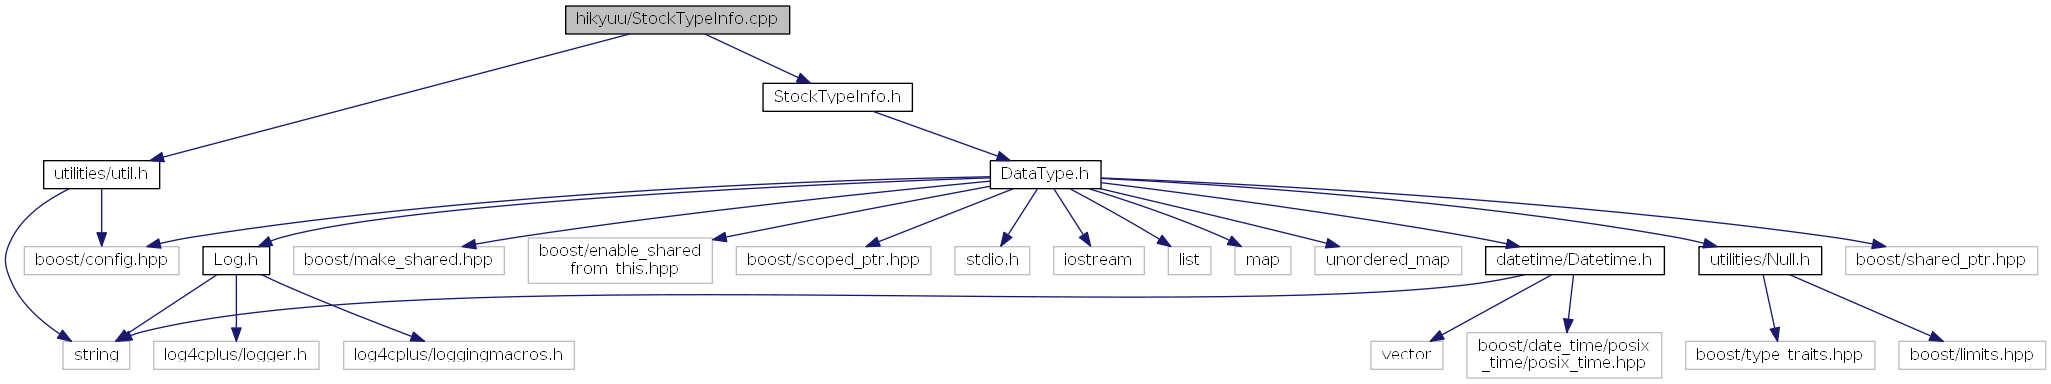 hikyuu/StockTypeInfo.cpp
StockTypeInfo.h
utilities/util.h
DataType.h
boost/config.hpp
Log.h
boost/make_shared.hpp
boost/enable_shared
_from_this.hpp
boost/scoped_ptr.hpp
stdio.h
iostream
list
map
unordered_map
datetime/Datetime.h
utilities/Null.h
boost/shared_ptr.hpp
string
log4cplus/logger.h
log4cplus/loggingmacros.h
vector
boost/date_time/posix
_time/posix_time.hpp
boost/type_traits.hpp
boost/limits.hpp